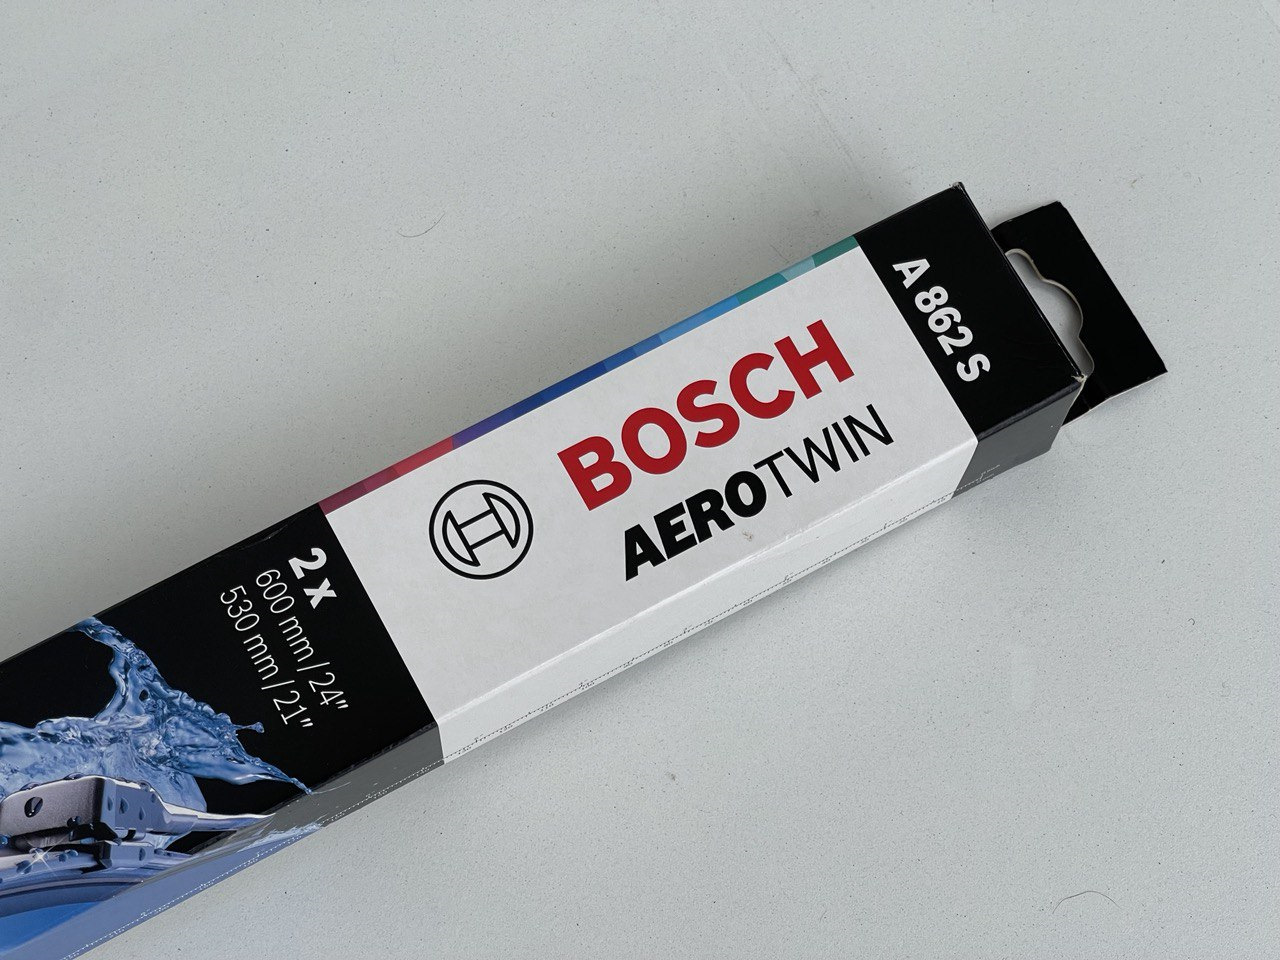 A 862 S
BOSCH
AEROTWIN
2 x
600 mm/24"
530 mm/21"